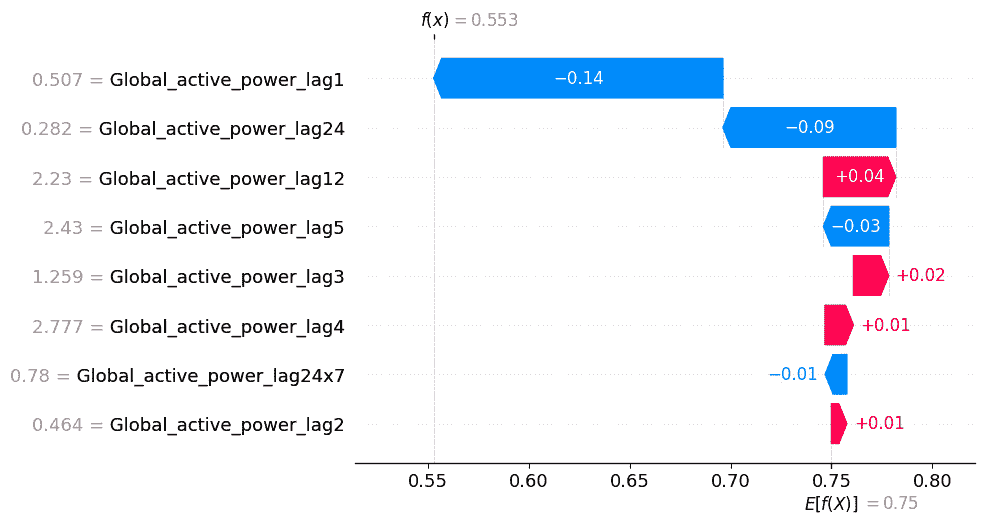 f(x) = 0.553
0.507 = Global_active_power_lag1
−0.14
0.282 = Global_active_power_lag24
−0.09
2.23 = Global_active_power_lag12
+0.04
2.43 = Global_active_power_lag5
−0.03
1.259 = Global_active_power_lag3
+0.02
2.777 = Global_active_power_lag4
+0.01
0.78 = Global_active_power_lag24x7
−0.01
0.464 = Global_active_power_lag2
+0.01
0.55 0.60 0.65 0.70 0.75 0.80
E[f(X)] = 0.75